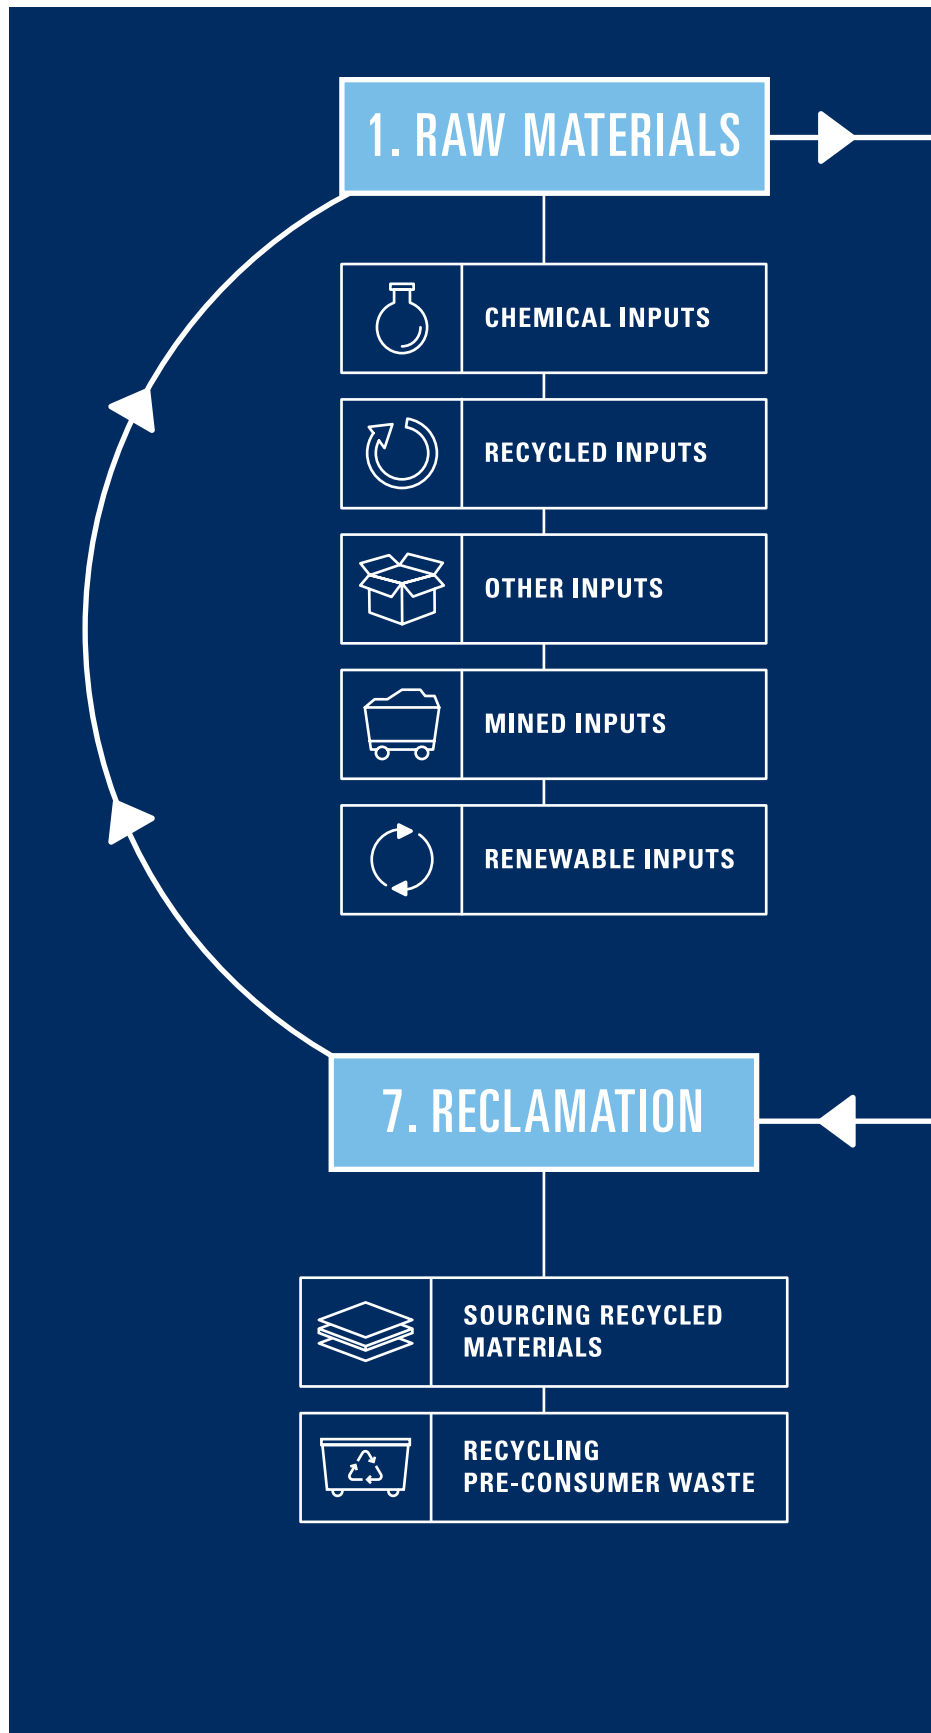 1. RAW MATERIALS
CHEMICAL INPUTS
RECYCLED INPUTS
OTHER INPUTS
MINED INPUTS
RENEWABLE INPUTS
7. RECLAMATION
SOURCING RECYCLED
MATERIALS
RECYCLING
PRE-CONSUMER WASTE